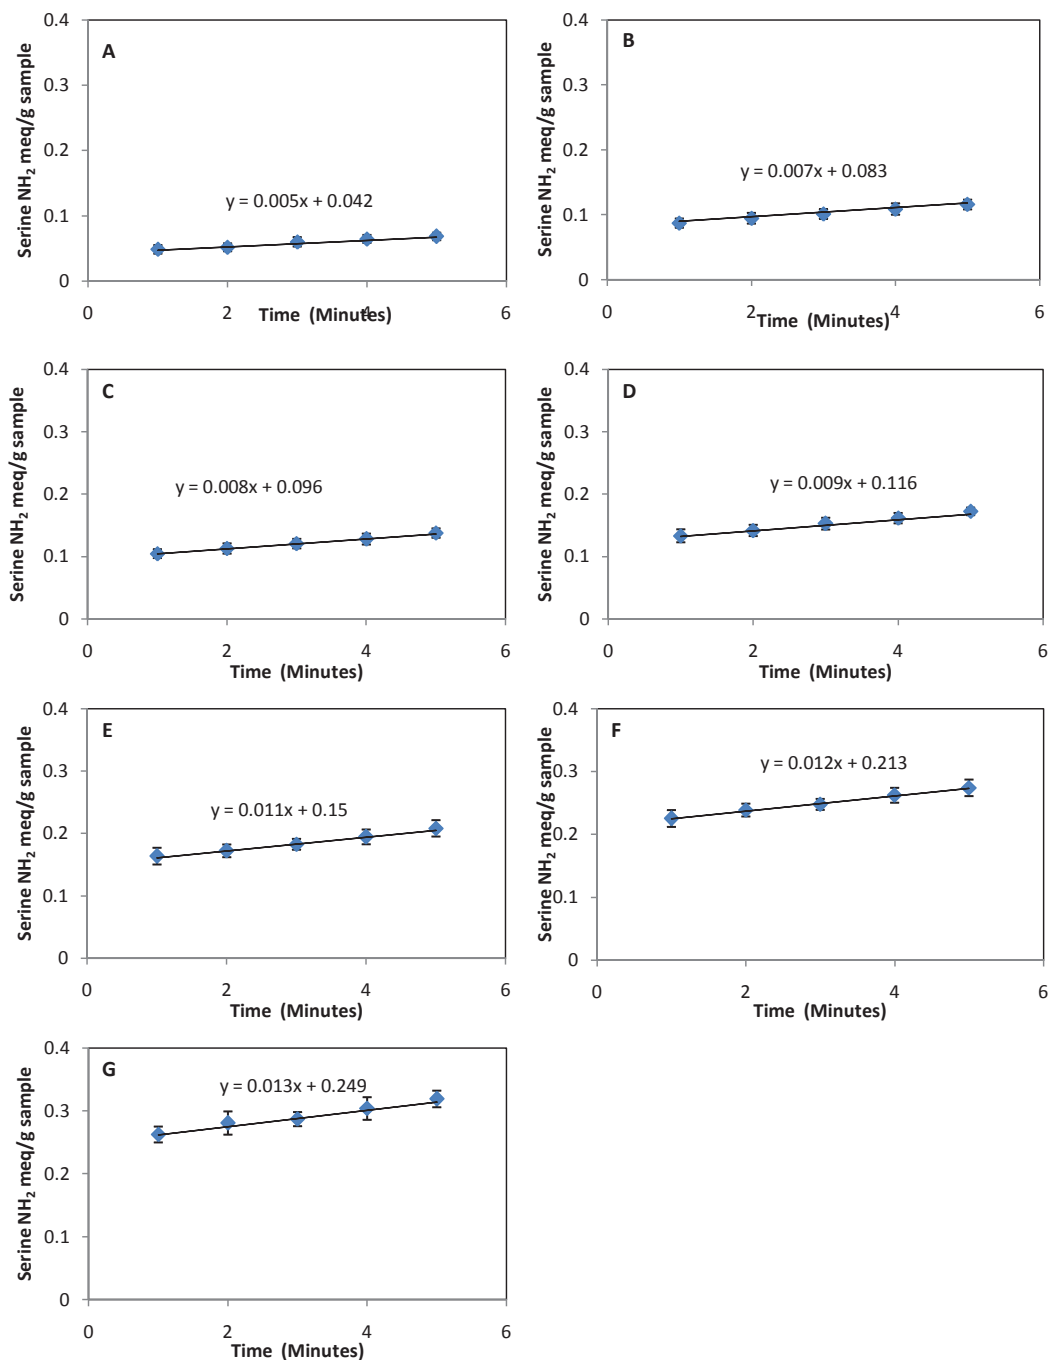 A
Serine NH2 meq/g sample
0.4
0.3
0.2
0.1
0
y = 0.005x + 0.042
0 2 4 6
Time (Minutes)
B
Serine NH2 meq/g sample
0.4
0.3
0.2
0.1
0
y = 0.007x + 0.083
0 2 4 6
Time (Minutes)
C
Serine NH2 meq/g sample
0.4
0.3
0.2
0.1
0
y = 0.008x + 0.096
0 2 4 6
Time (Minutes)
D
Serine NH2 meq/g sample
0.4
0.3
0.2
0.1
0
y = 0.009x + 0.116
0 2 4 6
Time (Minutes)
E
Serine NH2 meq/g sample
0.4
0.3
0.2
0.1
0
y = 0.011x + 0.15
0 2 4 6
Time (Minutes)
F
Serine NH2 meq/g sample
0.4
0.3
0.2
0.1
0
y = 0.012x + 0.213
0 2 4 6
Time (Minutes)
G
Serine NH2 meq/g sample
0.4
0.3
0.2
0.1
0
y = 0.013x + 0.249
0 2 4 6
Time (Minutes)